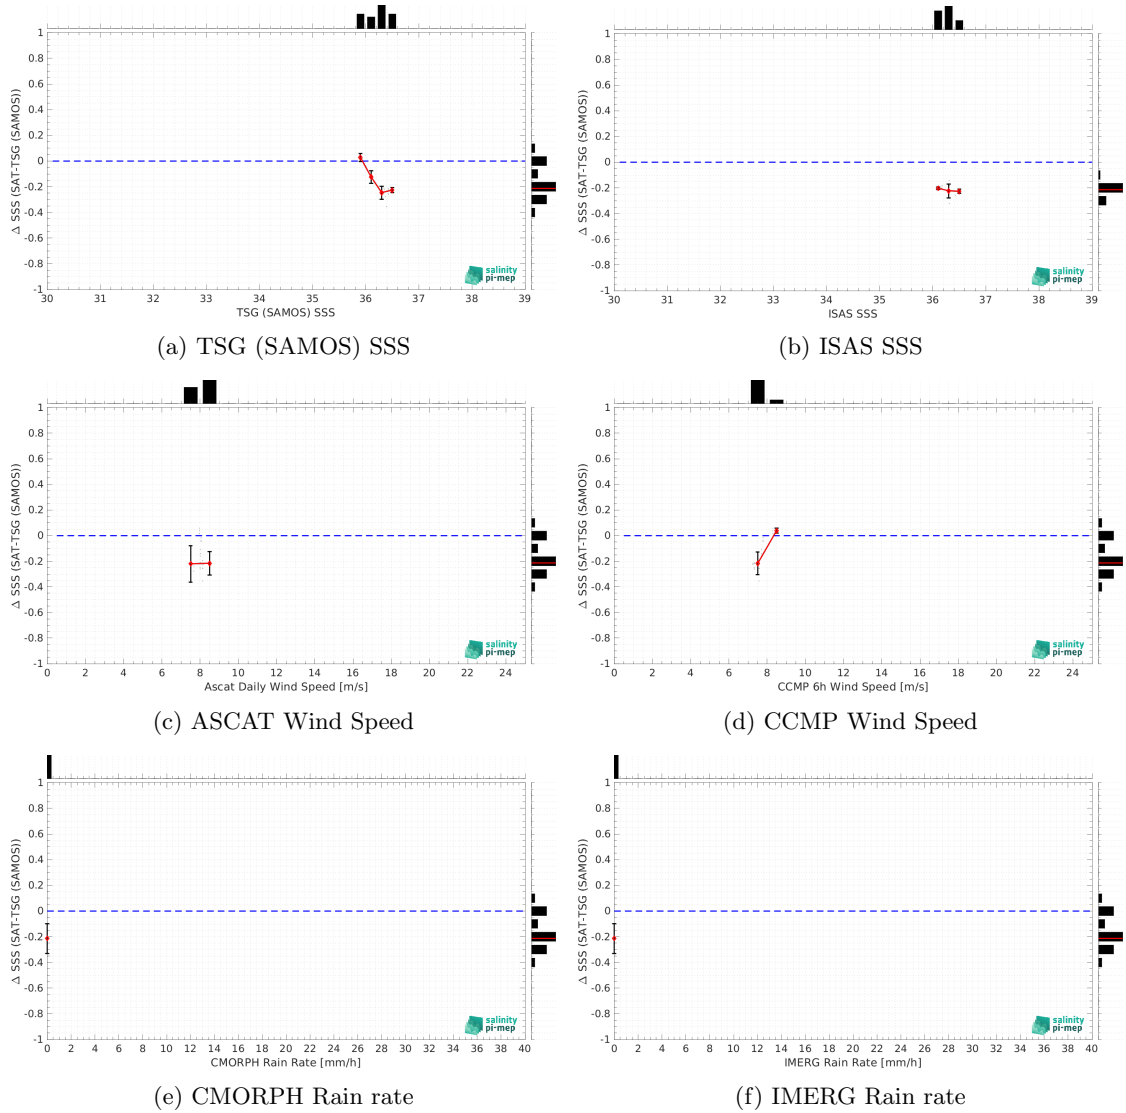 1
0.8
0.6
0.4
0.2
0
-0.2
-0.4
-0.6
-0.8
-1
Δ SSS (SAT-TSG (SAMOS))
30 31 32 33 34 35 36 37 38 39
TSG (SAMOS) SSS
salinity
pi-mep
(a) TSG (SAMOS) SSS
1
0.8
0.6
0.4
0.2
0
-0.2
-0.4
-0.6
-0.8
-1
Δ SSS (SAT-TSG (SAMOS))
30 31 32 33 34 35 36 37 38 39
ISAS SSS
salinity
pi-mep
(b) ISAS SSS
1
0.8
0.6
0.4
0.2
0
-0.2
-0.4
-0.6
-0.8
-1
Δ SSS (SAT-TSG (SAMOS))
0 2 4 6 8 10 12 14 16 18 20 22 24
Ascat Daily Wind Speed [m/s]
salinity
pi-mep
(c) ASCAT Wind Speed
1
0.8
0.6
0.4
0.2
0
-0.2
-0.4
-0.6
-0.8
-1
Δ SSS (SAT-TSG (SAMOS))
0 2 4 6 8 10 12 14 16 18 20 22 24
CCMP 6h Wind Speed [m/s]
salinity
pi-mep
(d) CCMP Wind Speed
1
0.8
0.6
0.4
0.2
0
-0.2
-0.4
-0.6
-0.8
-1
Δ SSS (SAT-TSG (SAMOS))
0 2 4 6 8 10 12 14 16 18 20 22 24 26 28 30 32 34 36 38 40
CMORPH Rain Rate [mm/h]
salinity
pi-mep
(e) CMORPH Rain rate
1
0.8
0.6
0.4
0.2
0
-0.2
-0.4
-0.6
-0.8
-1
Δ SSS (SAT-TSG (SAMOS))
0 2 4 6 8 10 12 14 16 18 20 22 24 26 28 30 32 34 36 38 40
IMERG Rain Rate [mm/h]
salinity
pi-mep
(f) IMERG Rain rate